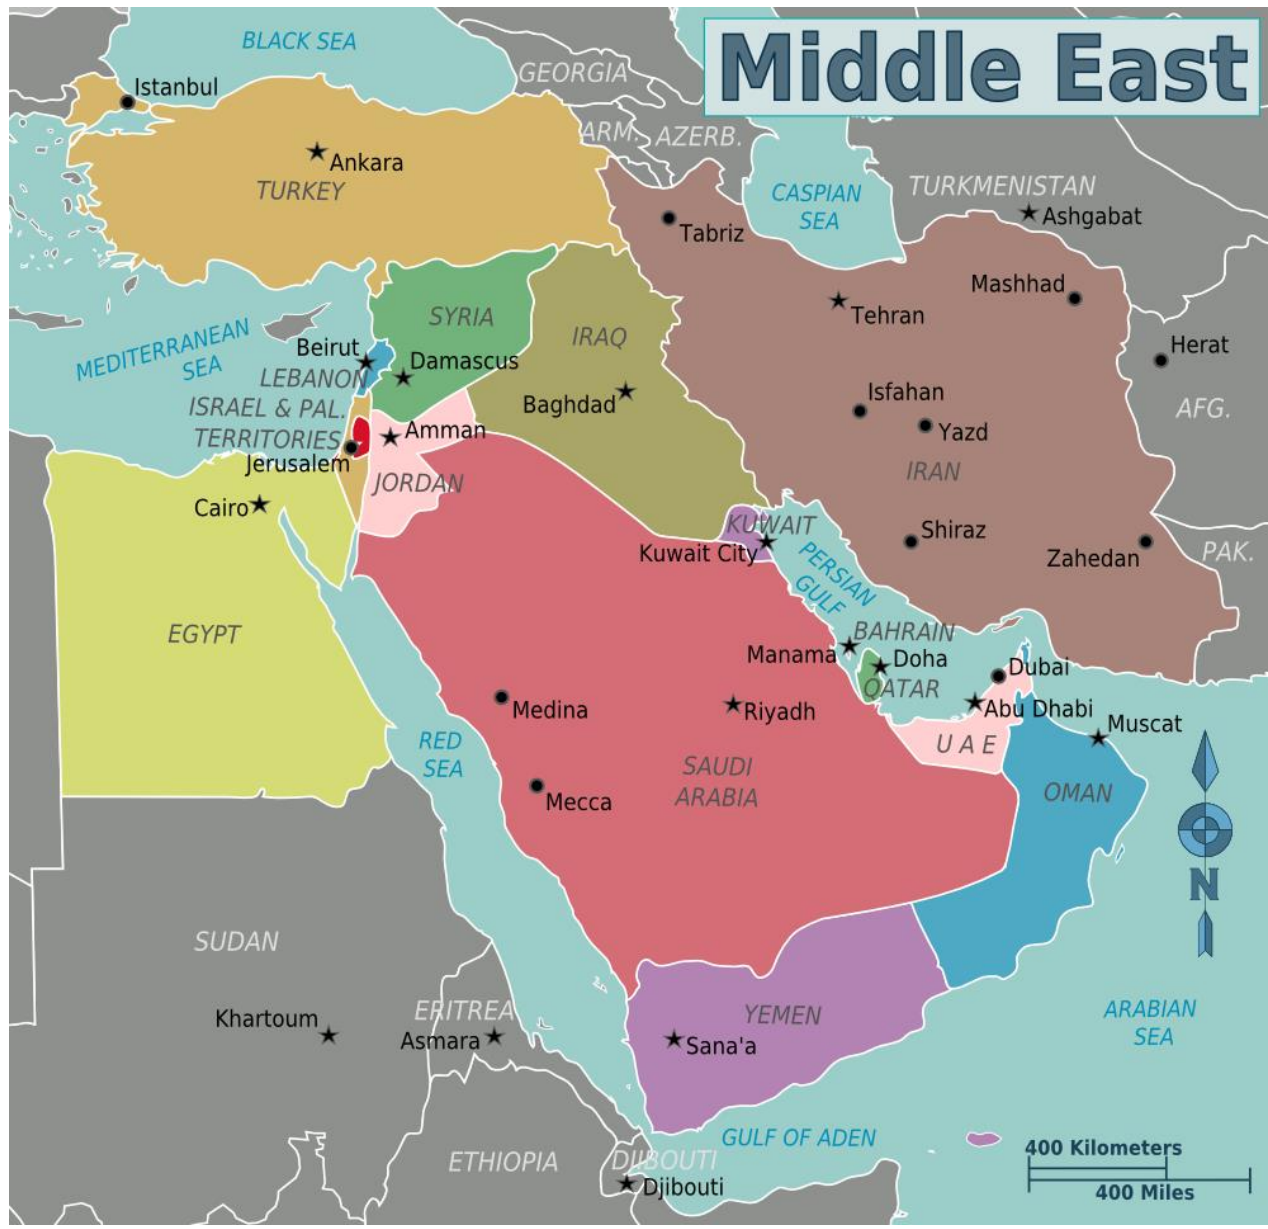 Middle East
BLACK SEA
GEORGIA
Istanbul
ARM.
AZERB.
Ankara
TURKEY
CASPIAN
SEA
TURKMENISTAN
Ashgabat
Tabriz
Mashhad
Tehran
SYRIA
IRAQ
MEDITERRANEAN
SEA
Beirut
Damascus
LEBANON
Herat
ISRAEL & PAL.
TERRITORIES
Baghdad
Isfahan
AFG.
Amman
Yazd
Jerusalem
JORDAN
IRAN
Cairo
KUWAIT
Kuwait City
Shiraz
Zahedan
PAK.
PERSIAN
GULF
EGYPT
BAHRAIN
Manama
Doha
Dubai
QATAR
Medina
Riyadh
Abu Dhabi
Muscat
RED
SEA
U A E
SAUDI
ARABIA
OMAN
Mecca
N
SUDAN
ERITREA
YEMEN
ARABIAN
SEA
Khartoum
Asmara
Sana'a
GULF OF ADEN
400 Kilometers
400 Miles
ETHIOPIA
DJIBOUTI
Djibouti